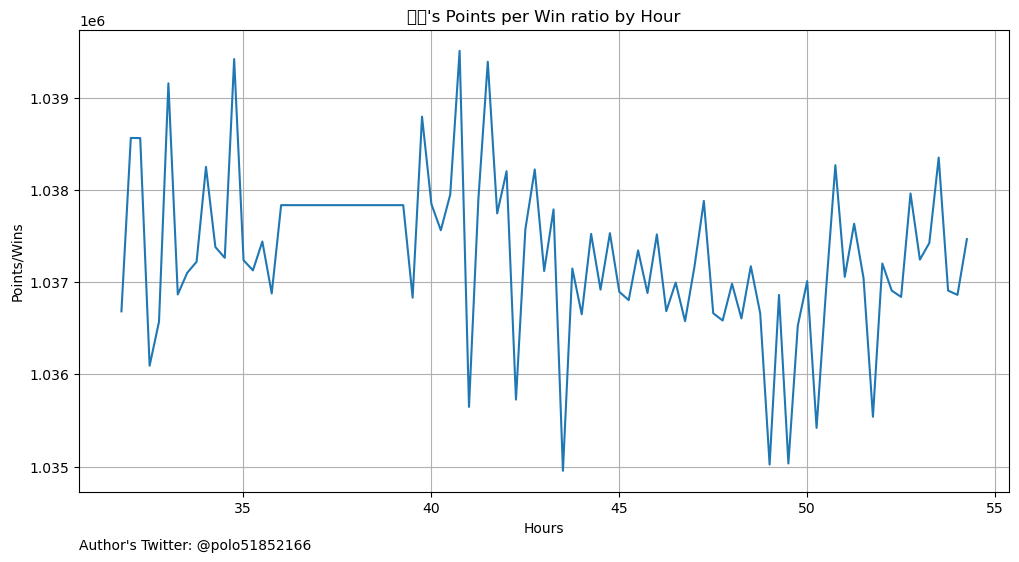 's Points per Win ratio by Hour
1e6
1.039
1.038
1.037
1.036
1.035
Points/Wins
35
40
45
50
55
Hours
Author's Twitter: @polo51852166